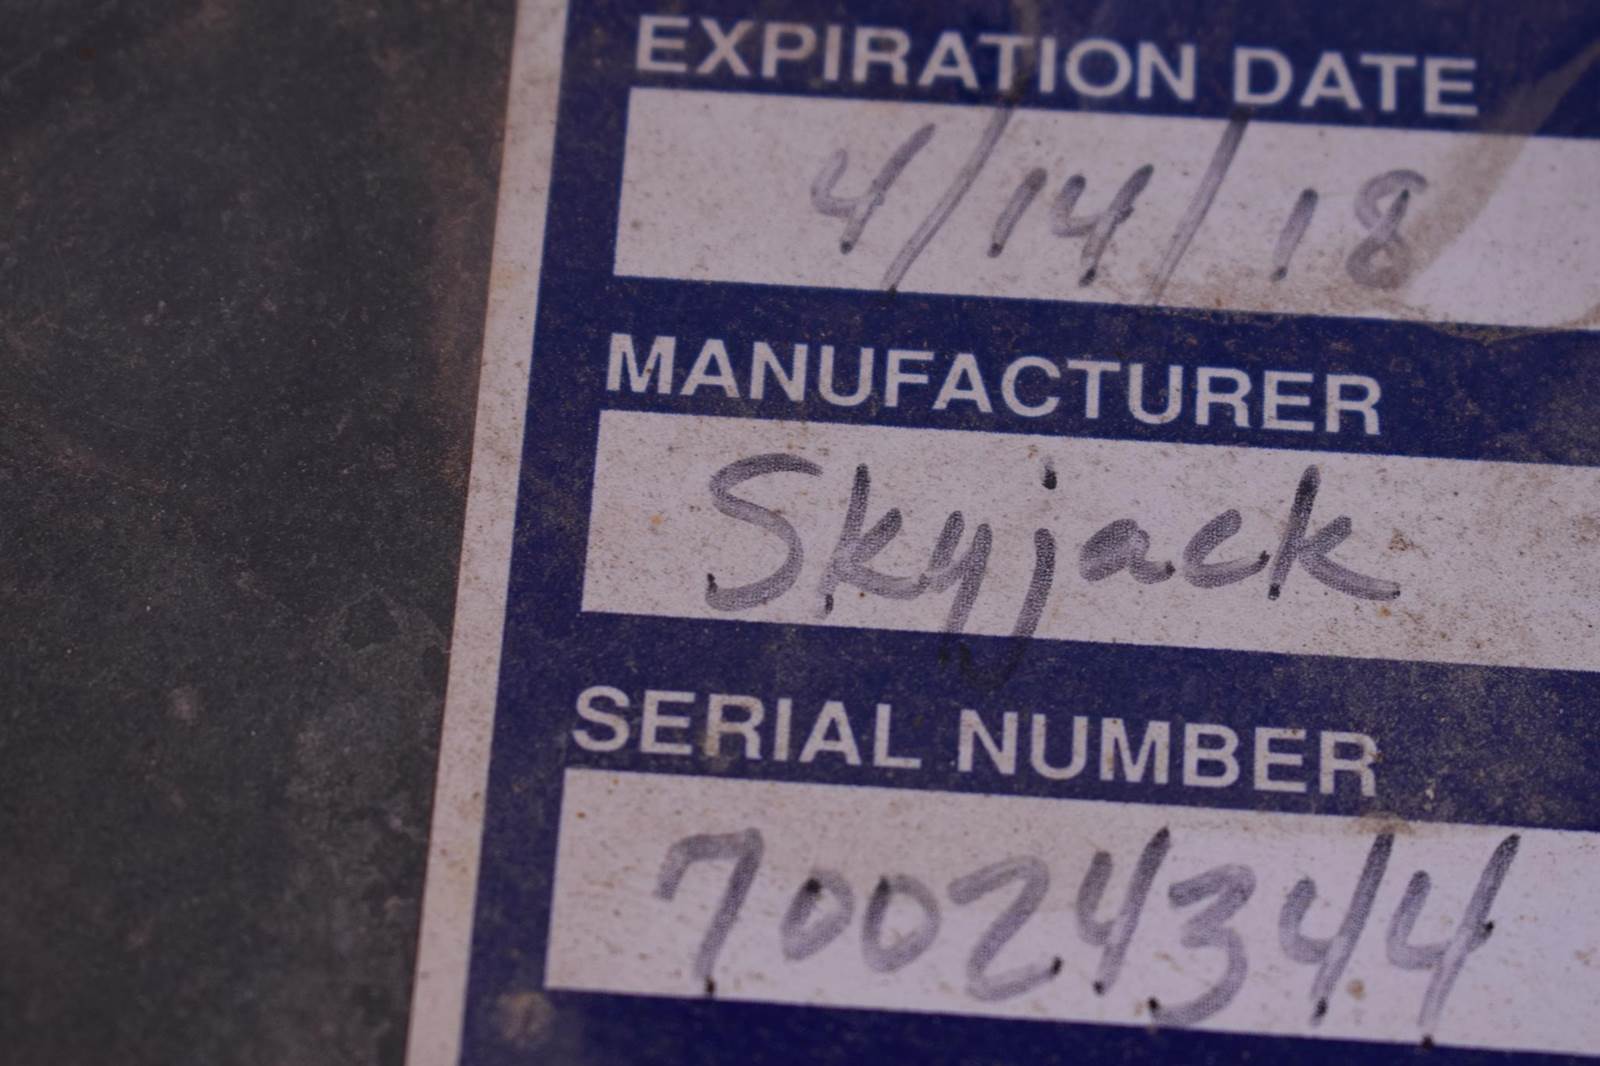 EXPIRATION DATE
4/14/18
MANUFACTURER
Skyjack
SERIAL NUMBER
70024344